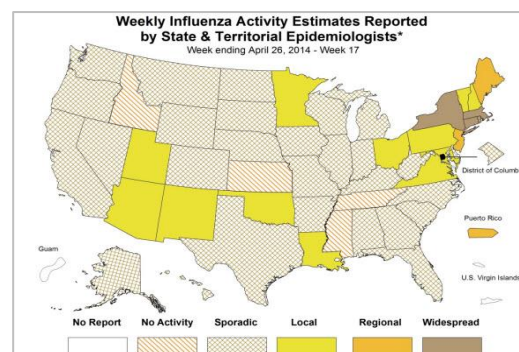 Weekly Influenza Activity Estimates Reported
by State & Territorial Epidemiologists*
Week ending April 26, 2014 - Week 17
District of Columb
Puerto Rico
Guam
U.S. Virgin Islands
No Report No Activity Sporadic Local Regional Widespread